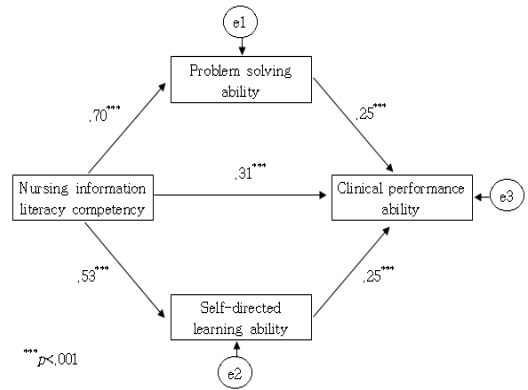 e1
Problem solving
ability
.70***
.25***
Nursing information
literacy competency
.31***
Clinical performance
ability
e3
.53***
.25***
Self-directed
learning ability
***p<.001
e2